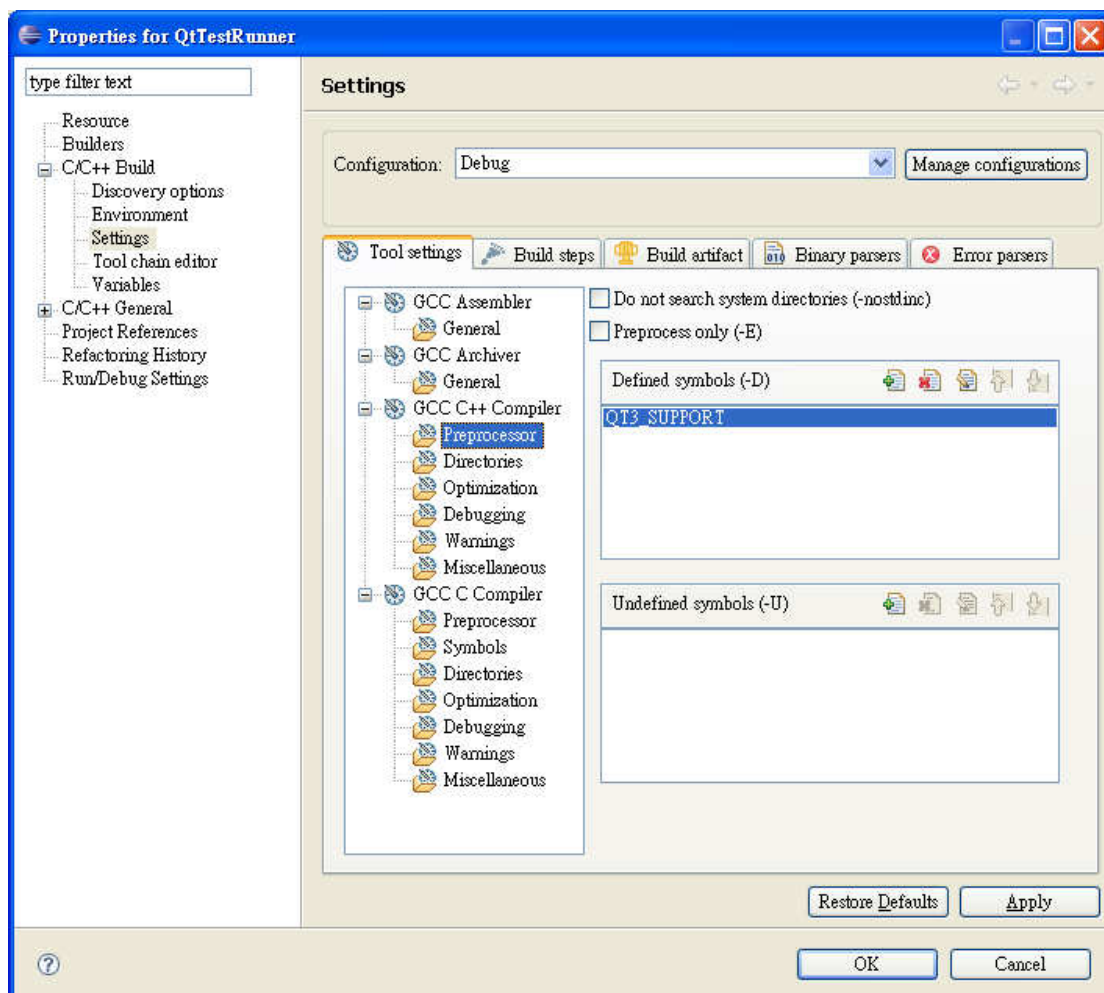 Properties for QtTestRunner
type filter text
Resource
Builders
C/C++ Build
Discovery options
Environment
Settings
Tool chain editor
Variables
C/C++ General
Project References
Refactoring History
Run/Debug Settings
Settings
Configuration: Debug Manage configurations
Tool settings Build steps Build artifact Binary parsers Error parsers
GCC Assembler
General
GCC Archiver
General
GCC C++ Compiler
Preprocessor
Directories
Optimization
Debugging
Warnings
Miscellaneous
GCC C Compiler
Preprocessor
Symbols
Directories
Optimization
Debugging
Warnings
Miscellaneous
Do not search system directories (-nostdinc)
Preprocess only (-E)
Defined symbols (-D)
QT3_SUPPORT
Undefined symbols (-U)
Restore Defaults Apply
OK Cancel